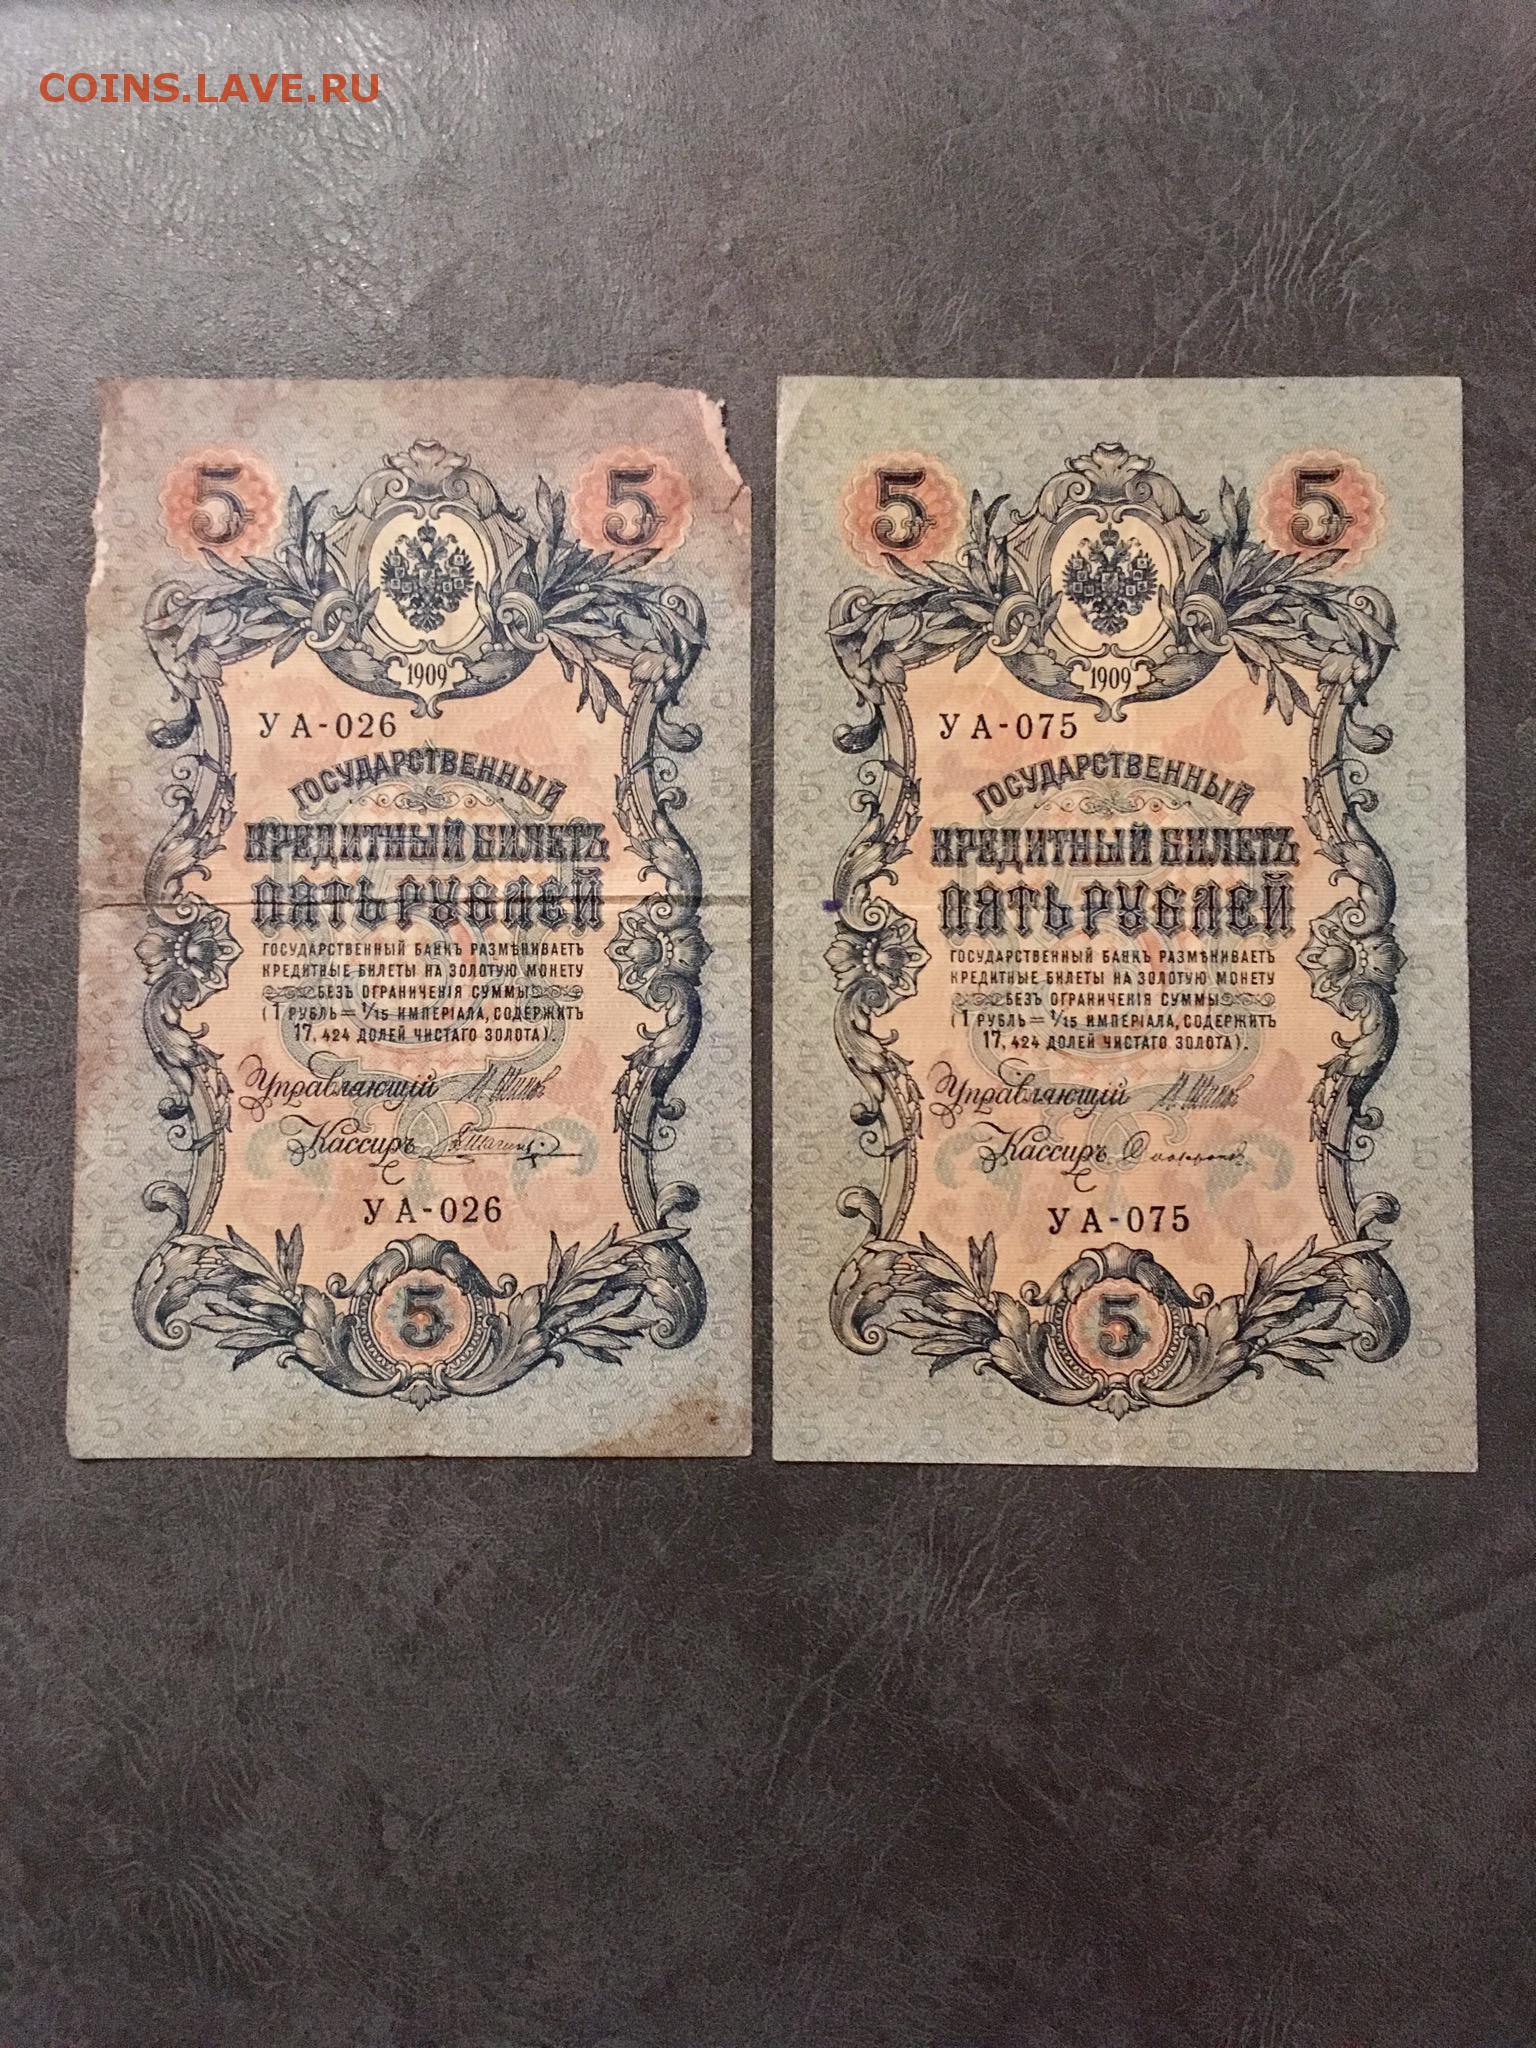 COINS.LAVE.RU
5 5
1909
УА-026
ГОСУДАРСТВЕННЫЙ
КРЕДИТНЫЙ БИЛЕТЪ
ПЯТЬ РУБЛЕЙ
ГОСУДАРСТВЕННЫЙ БАНКЪ РАЗМѢНИВАЕТЪ
КРЕДИТНЫЕ БИЛЕТЫ НА ЗОЛОТУЮ МОНЕТУ
БЕЗЪ ОГРАНИЧЕНІЯ СУММЫ
(1 РУБЛЬ = 1/15 ИМПЕРІАЛА, СОДЕРЖИТЪ
17,424 ДОЛЕЙ ЧИСТАГО ЗОЛОТА).
Управляющій
Кассиръ
УА-026
5
5 5
1909
УА-075
ГОСУДАРСТВЕННЫЙ
КРЕДИТНЫЙ БИЛЕТЪ
ПЯТЬ РУБЛЕЙ
ГОСУДАРСТВЕННЫЙ БАНКЪ РАЗМѢНИВАЕТЪ
КРЕДИТНЫЕ БИЛЕТЫ НА ЗОЛОТУЮ МОНЕТУ
БЕЗЪ ОГРАНИЧЕНІЯ СУММЫ
(1 РУБЛЬ = 1/15 ИМПЕРІАЛА, СОДЕРЖИТЪ
17,424 ДОЛЕЙ ЧИСТАГО ЗОЛОТА).
Управляющій
Кассиръ
УА-075
5